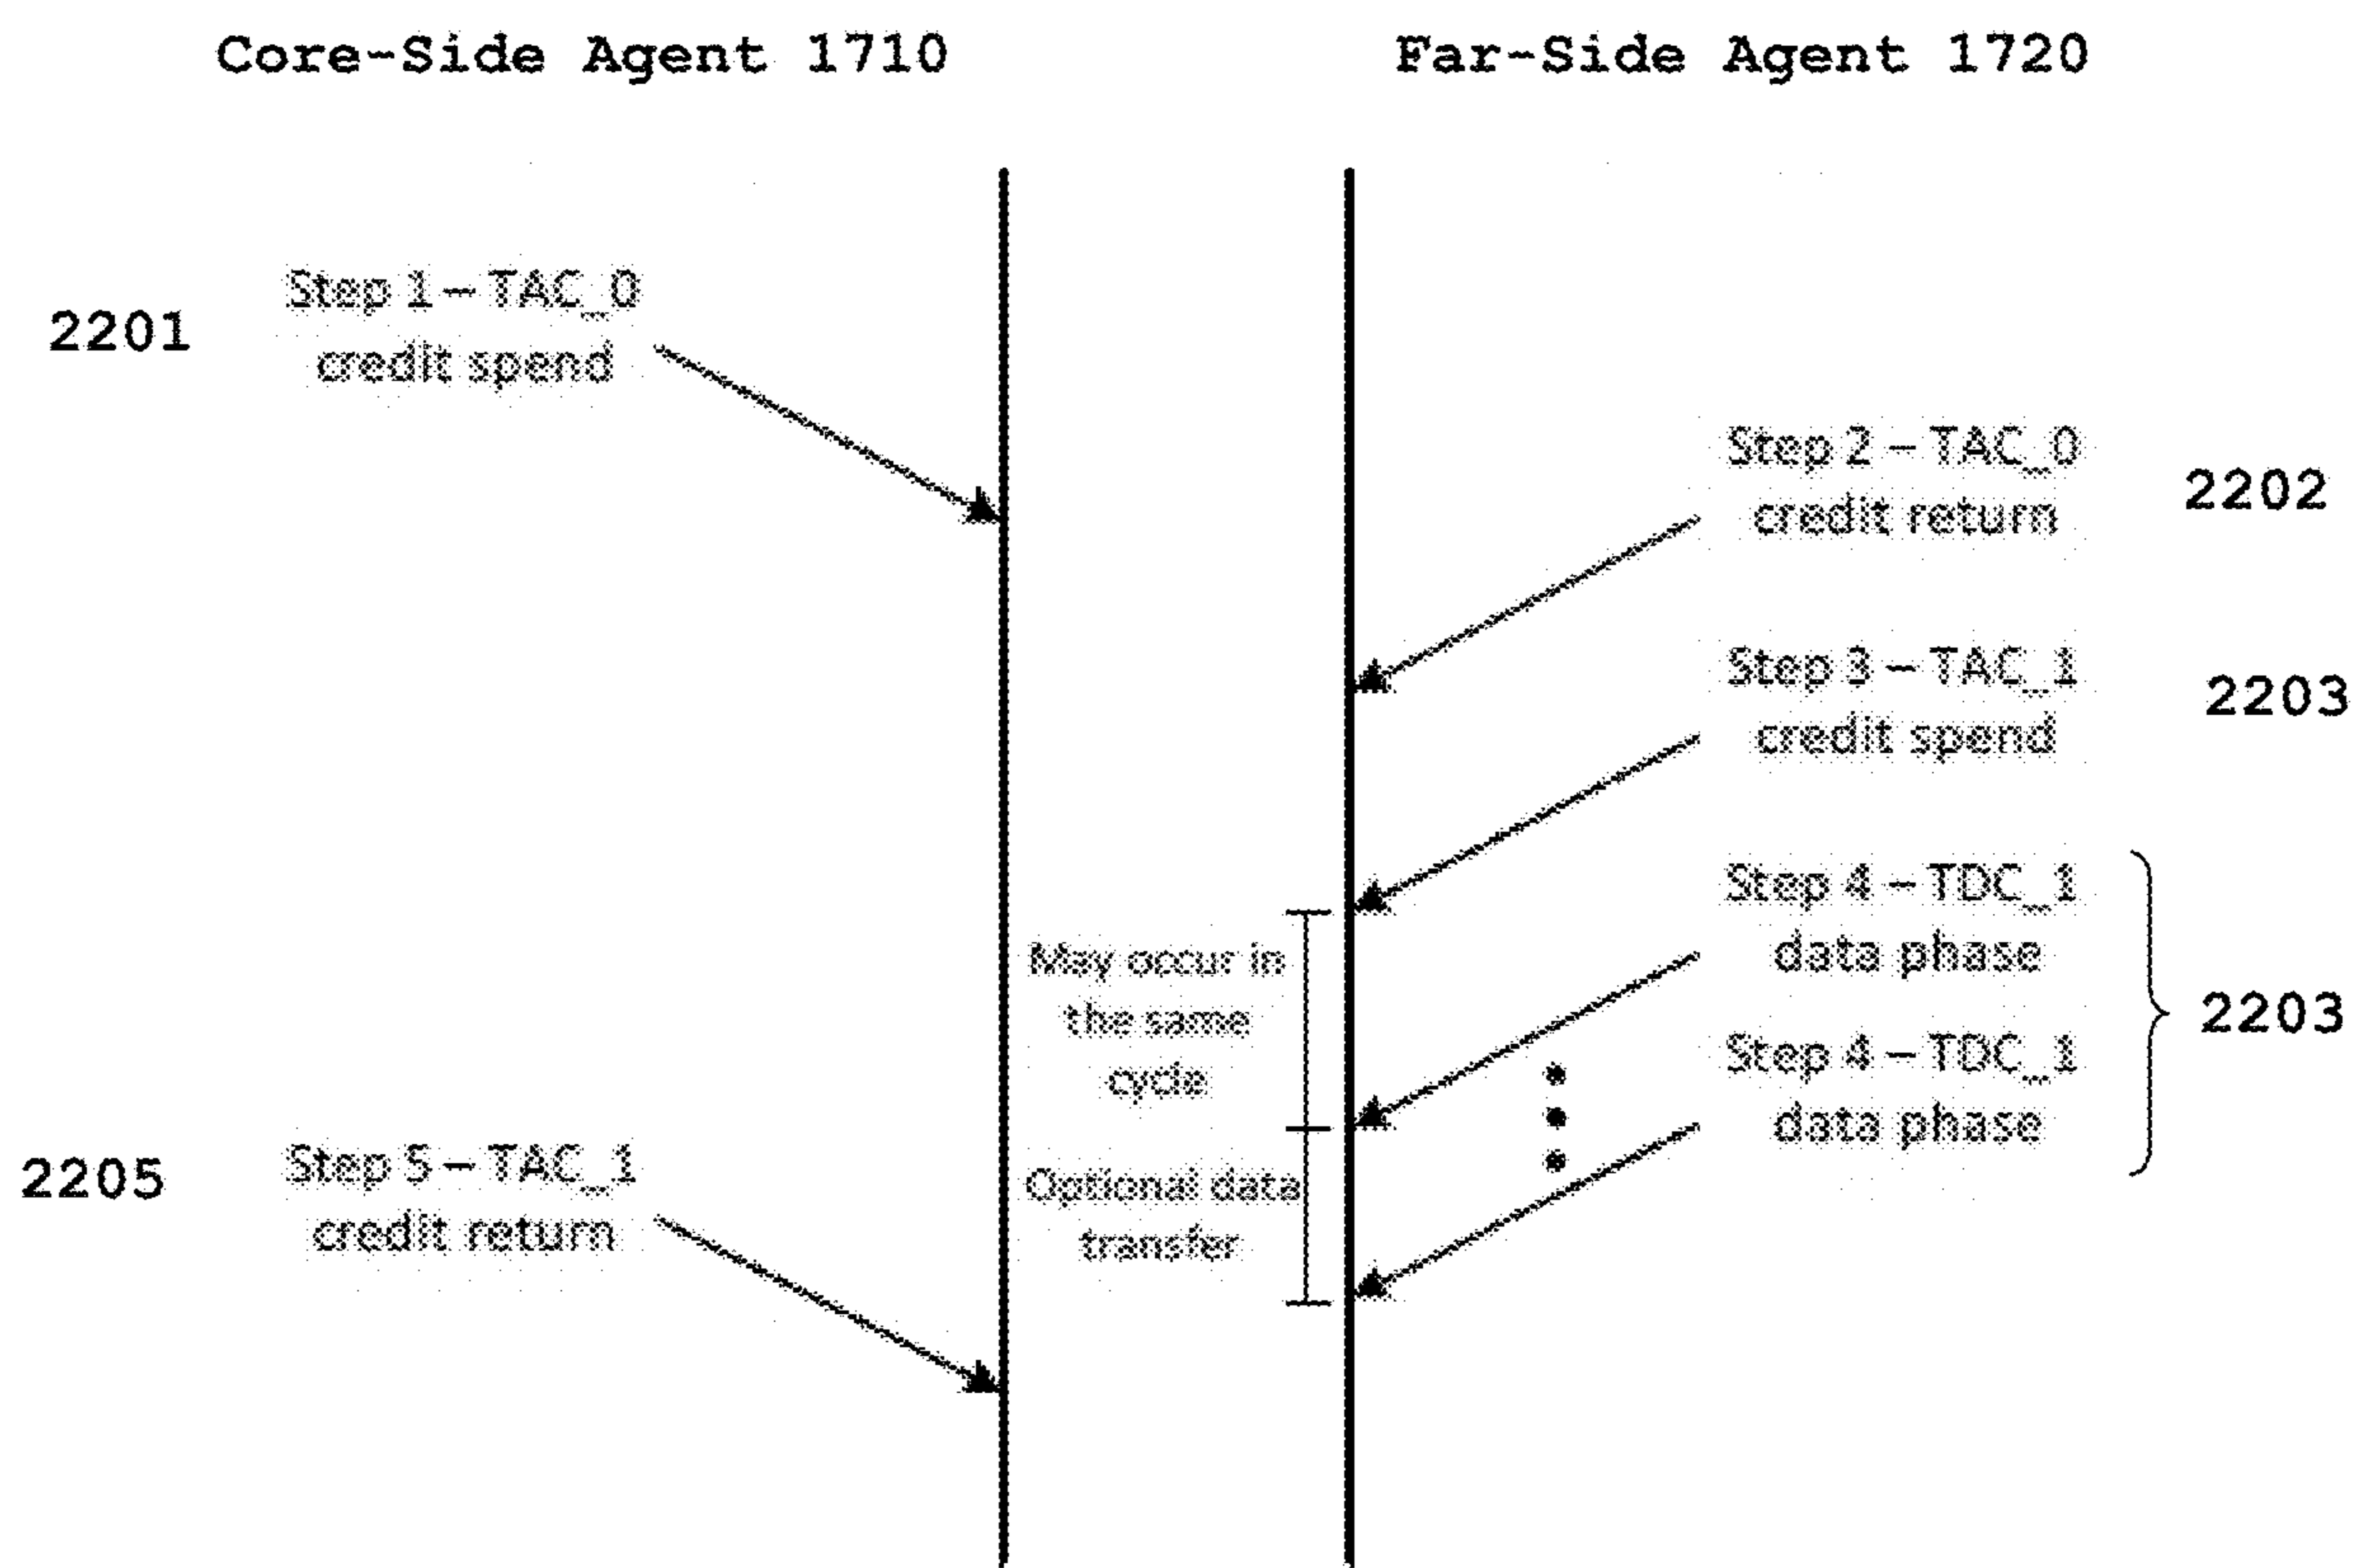 Core-Side Agent 1710
Far-Side Agent 1720
2201
Step 1 – TAC_0
credit spend
Step 2 – TAC_0
credit return
2202
Step 3 – TAC_1
credit spend
2203
May occur in
the same
cycle
Step 4 – TDC_1
data phase
Step 4 – TDC_1
data phase
2203
2205
Step 5 – TAC_1
credit return
Optional data
transfer